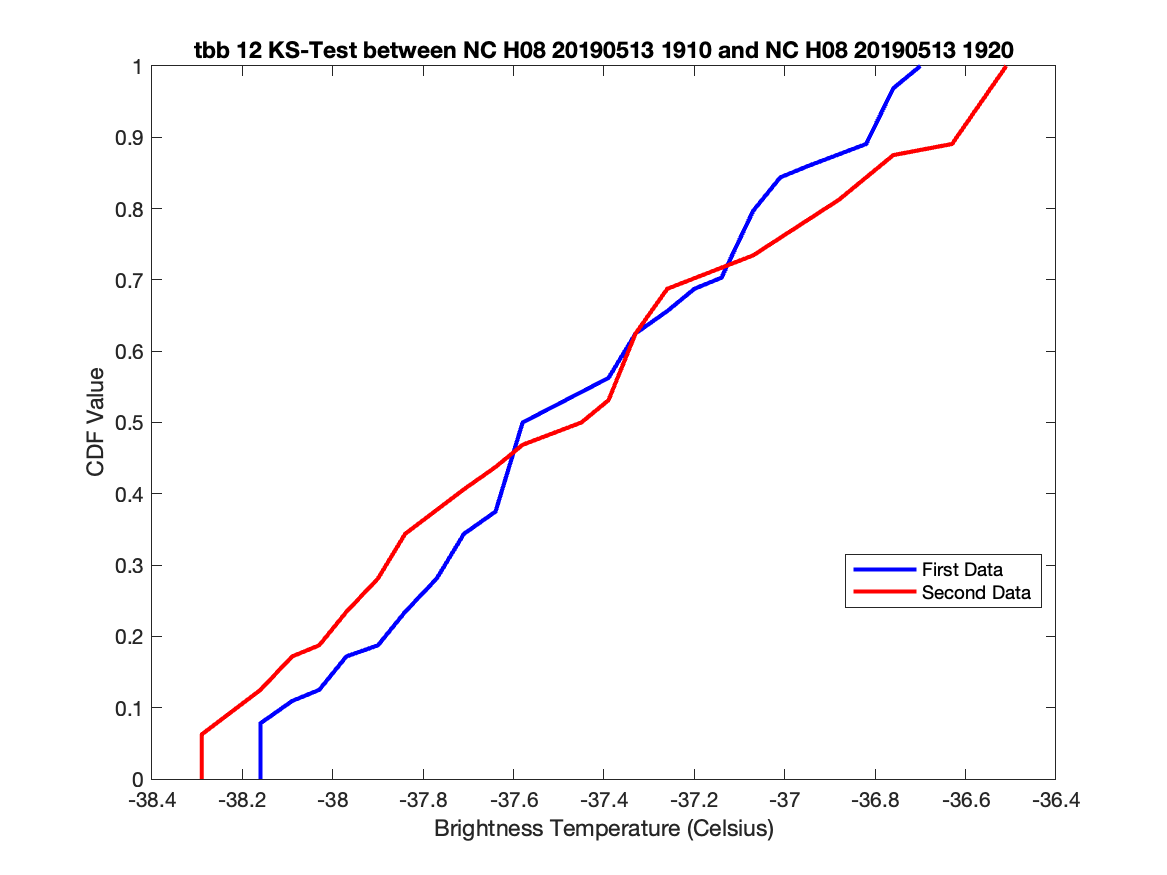 tbb 12 KS-Test between NC H08 20190513 1910 and NC H08 20190513 1920
1
0.9
0.8
0.7
0.6
0.5
0.4
0.3
0.2
0.1
0
CDF Value
First Data
Second Data
-38.4 -38.2 -38 -37.8 -37.6 -37.4 -37.2 -37 -36.8 -36.6 -36.4
Brightness Temperature (Celsius)